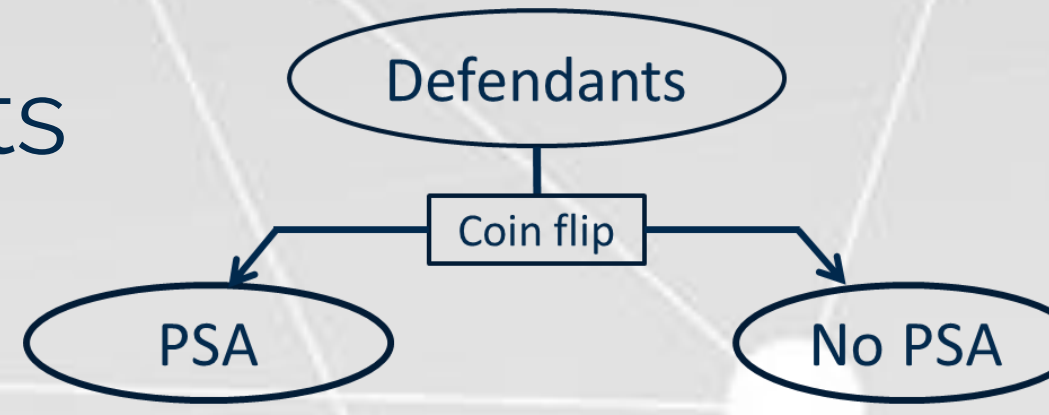 Defendants
ts
Coin flip
PSA
No PSA